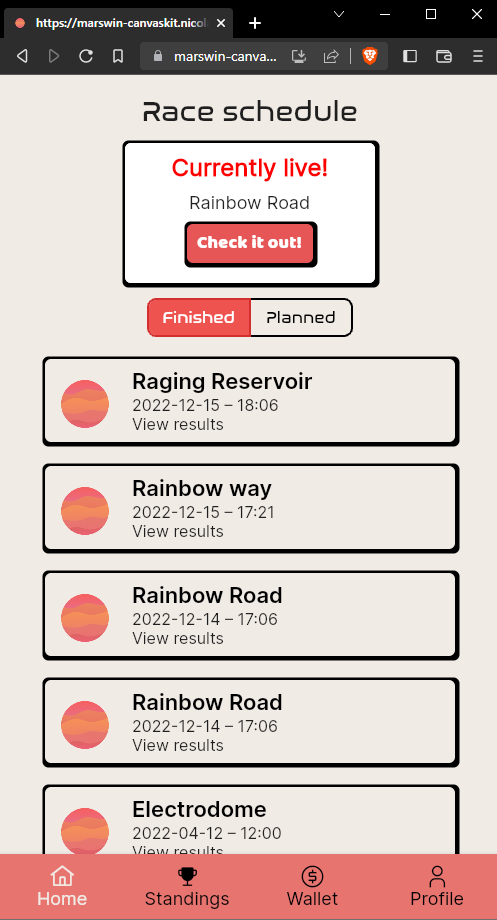 https://marswin-canvaskit.nico
marswin-canva...
Race schedule
Currently live!
Rainbow Road
Check it out!
Finished Planned
Raging Reservoir
2022-12-15 – 18:06
View results
Rainbow way
2022-12-15 – 17:21
View results
Rainbow Road
2022-12-14 – 17:06
View results
Rainbow Road
2022-12-14 – 17:06
View results
Electrodome
2022-04-12 – 12:00
View results
Home Standings Wallet Profile